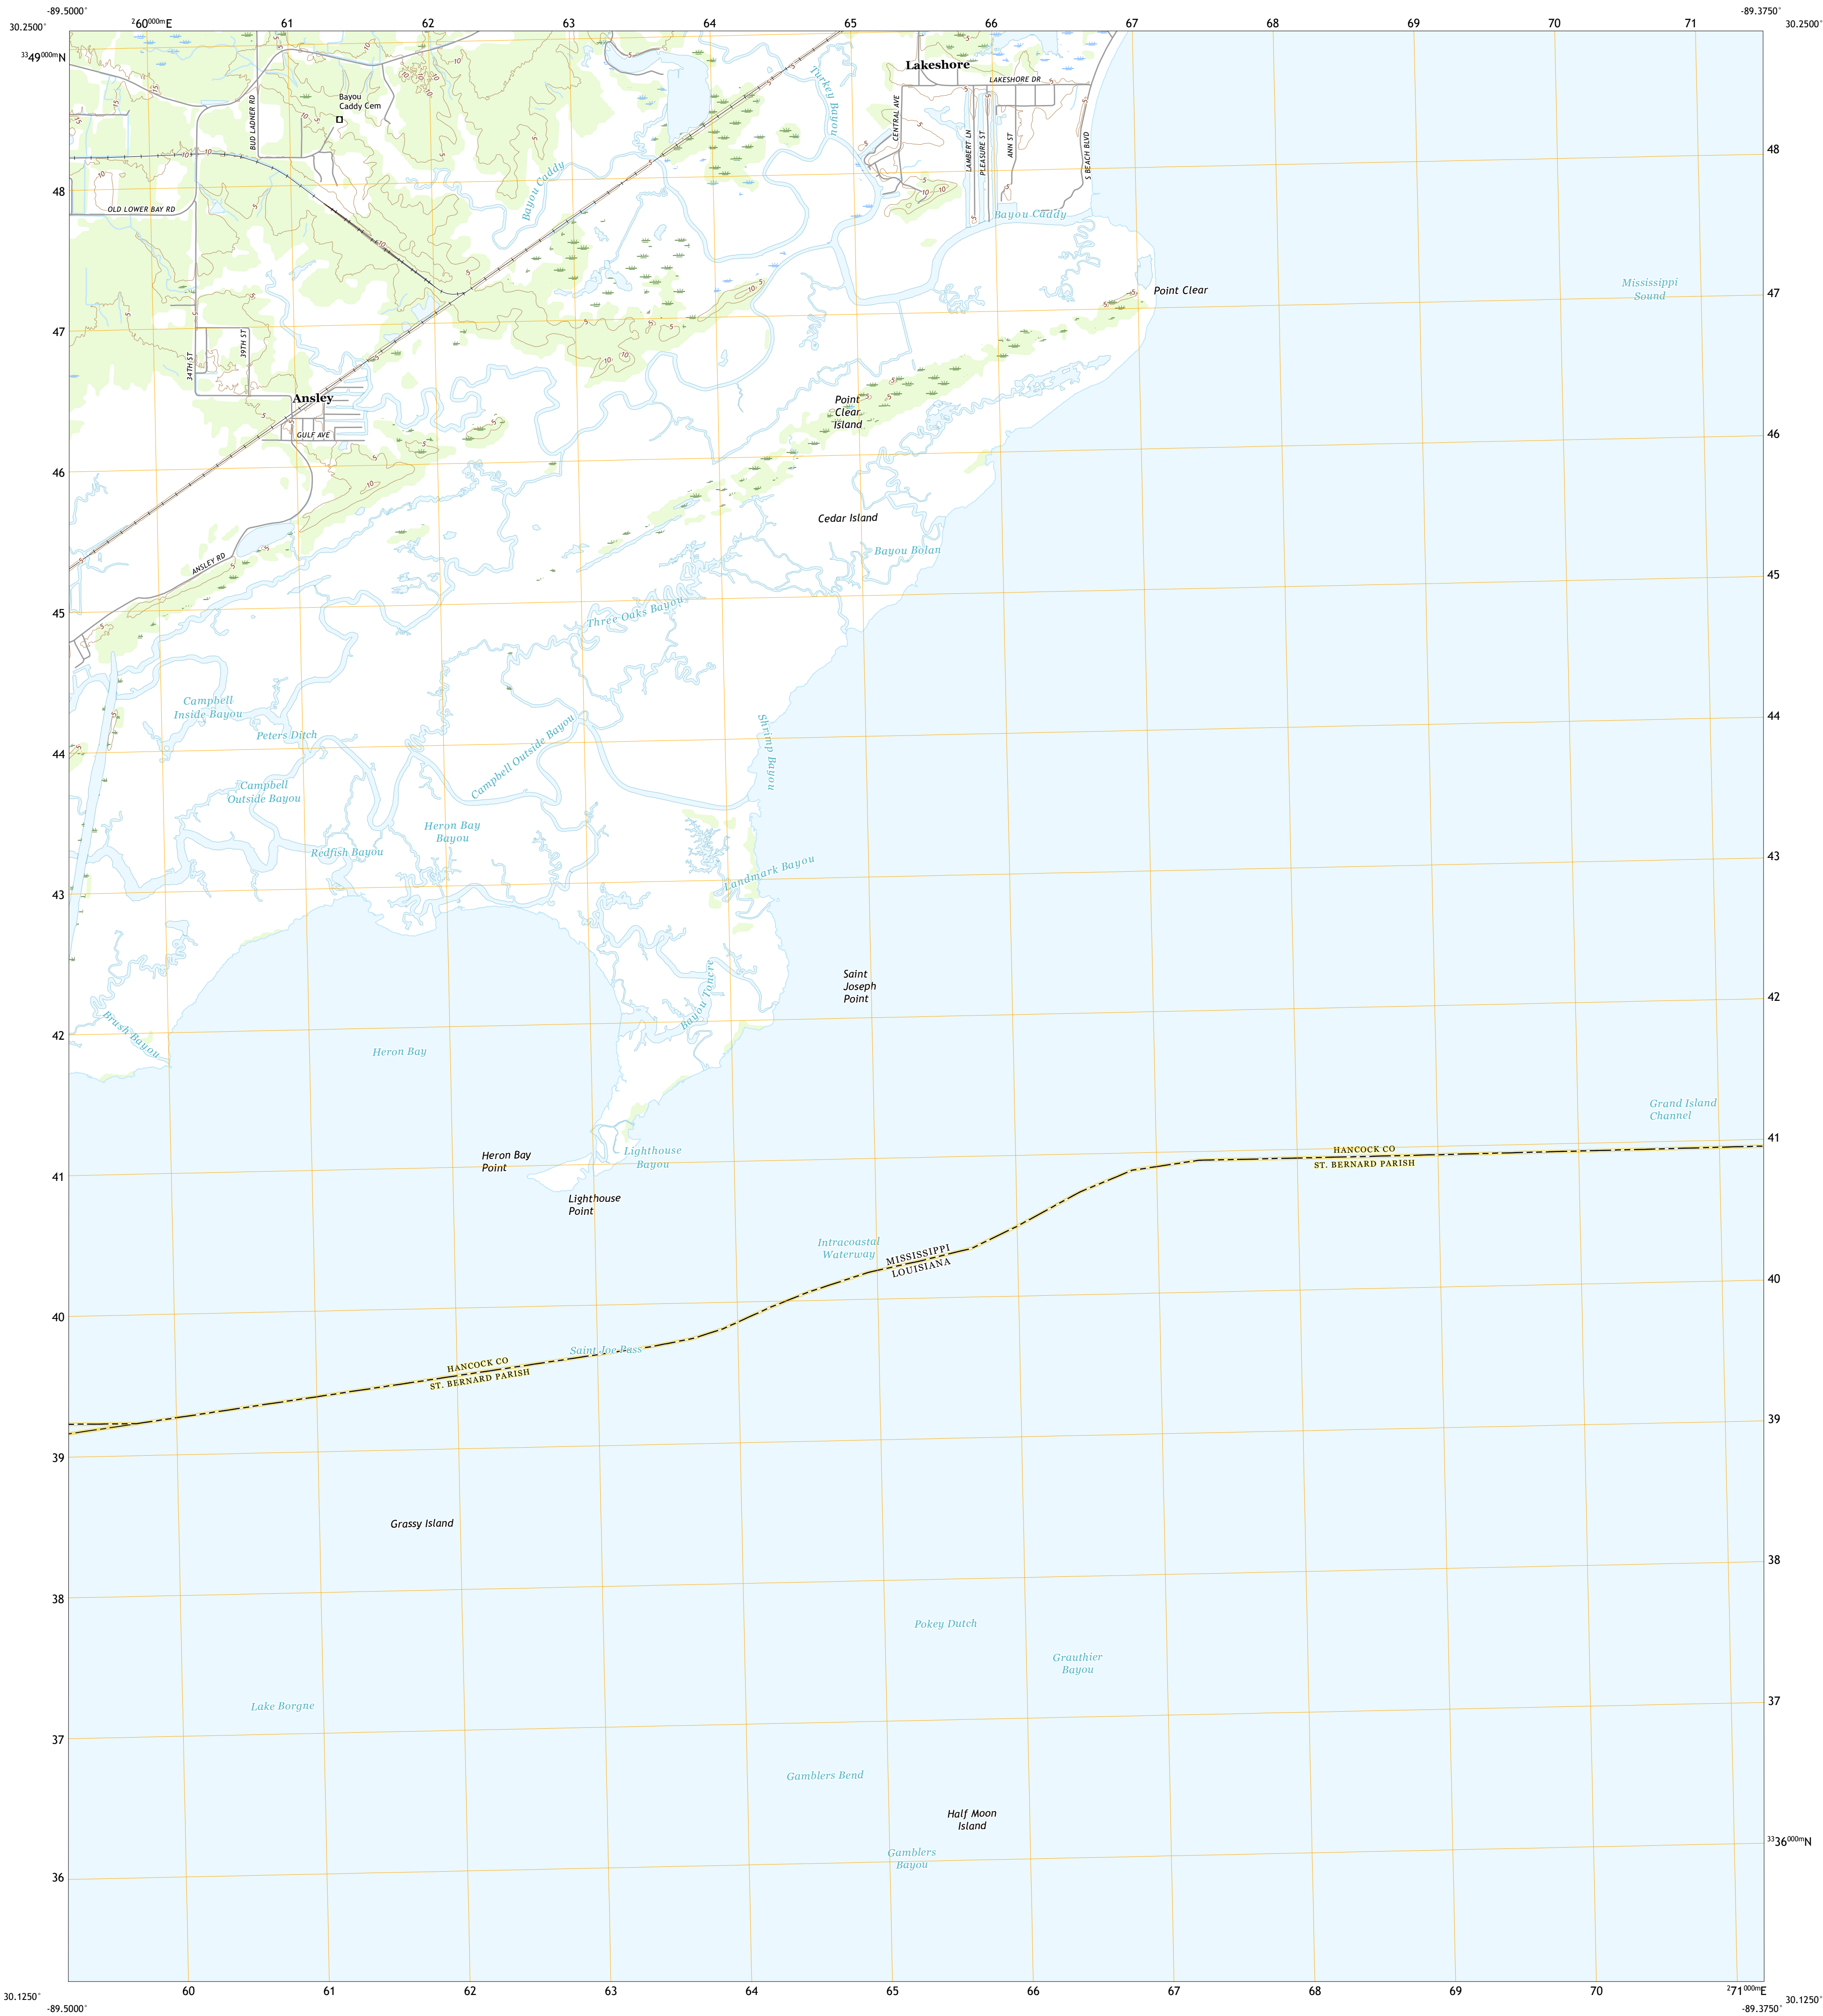 -89.5000°
-89.3750°
30.2500°
²60⁰⁰⁰ᵐE
61
62
63
64
65
66
67
68
69
70
71
30.2500°
³³49⁰⁰⁰ᵐN
Lakeshore
LAKESHORE DR
Turkey Bayou
Bayou
Caddy Cem
BUD LADNER RD
CENTRAL AVE
LAMBERT LN
PLEASURE ST
ANN ST
S BEACH BLVD
48
48
Bayou Caddy
OLD LOWER BAY RD
Bayou Caddy
Mississippi
Sound
Point Clear
47
47
34TH ST
39TH ST
Ansley
Point
Clear
Island
GULF AVE
46
46
Cedar Island
Bayou Bolan
ANSLEY RD
45
45
Three Oaks Bayou
Campbell
Inside Bayou
Peters Ditch
Campbell Outside Bayou
Shrimp Bayou
44
44
Campbell
Outside Bayou
Heron Bay
Bayou
Redfish Bayou
Landmark Bayou
43
43
Saint
Joseph
Point
Bayou Toncre
Brush Bayou
42
42
Heron Bay
Grand Island
Channel
Heron Bay
Point
Lighthouse
Bayou
HANCOCK CO
ST. BERNARD PARISH
41
41
Lighthouse
Point
Intracoastal
Waterway
MISSISSIPPI
LOUISIANA
40
40
Saint Joe Pass
HANCOCK CO
ST. BERNARD PARISH
39
39
Grassy Island
38
38
Pokey Dutch
Grauthier
Bayou
Lake Borgne
37
37
Gamblers Bend
Half Moon
Island
³³36⁰⁰⁰ᵐN
Gamblers
Bayou
36
60
61
62
63
64
65
66
67
68
69
70
²71⁰⁰⁰ᵐE
30.1250°
30.1250°
-89.5000°
-89.3750°